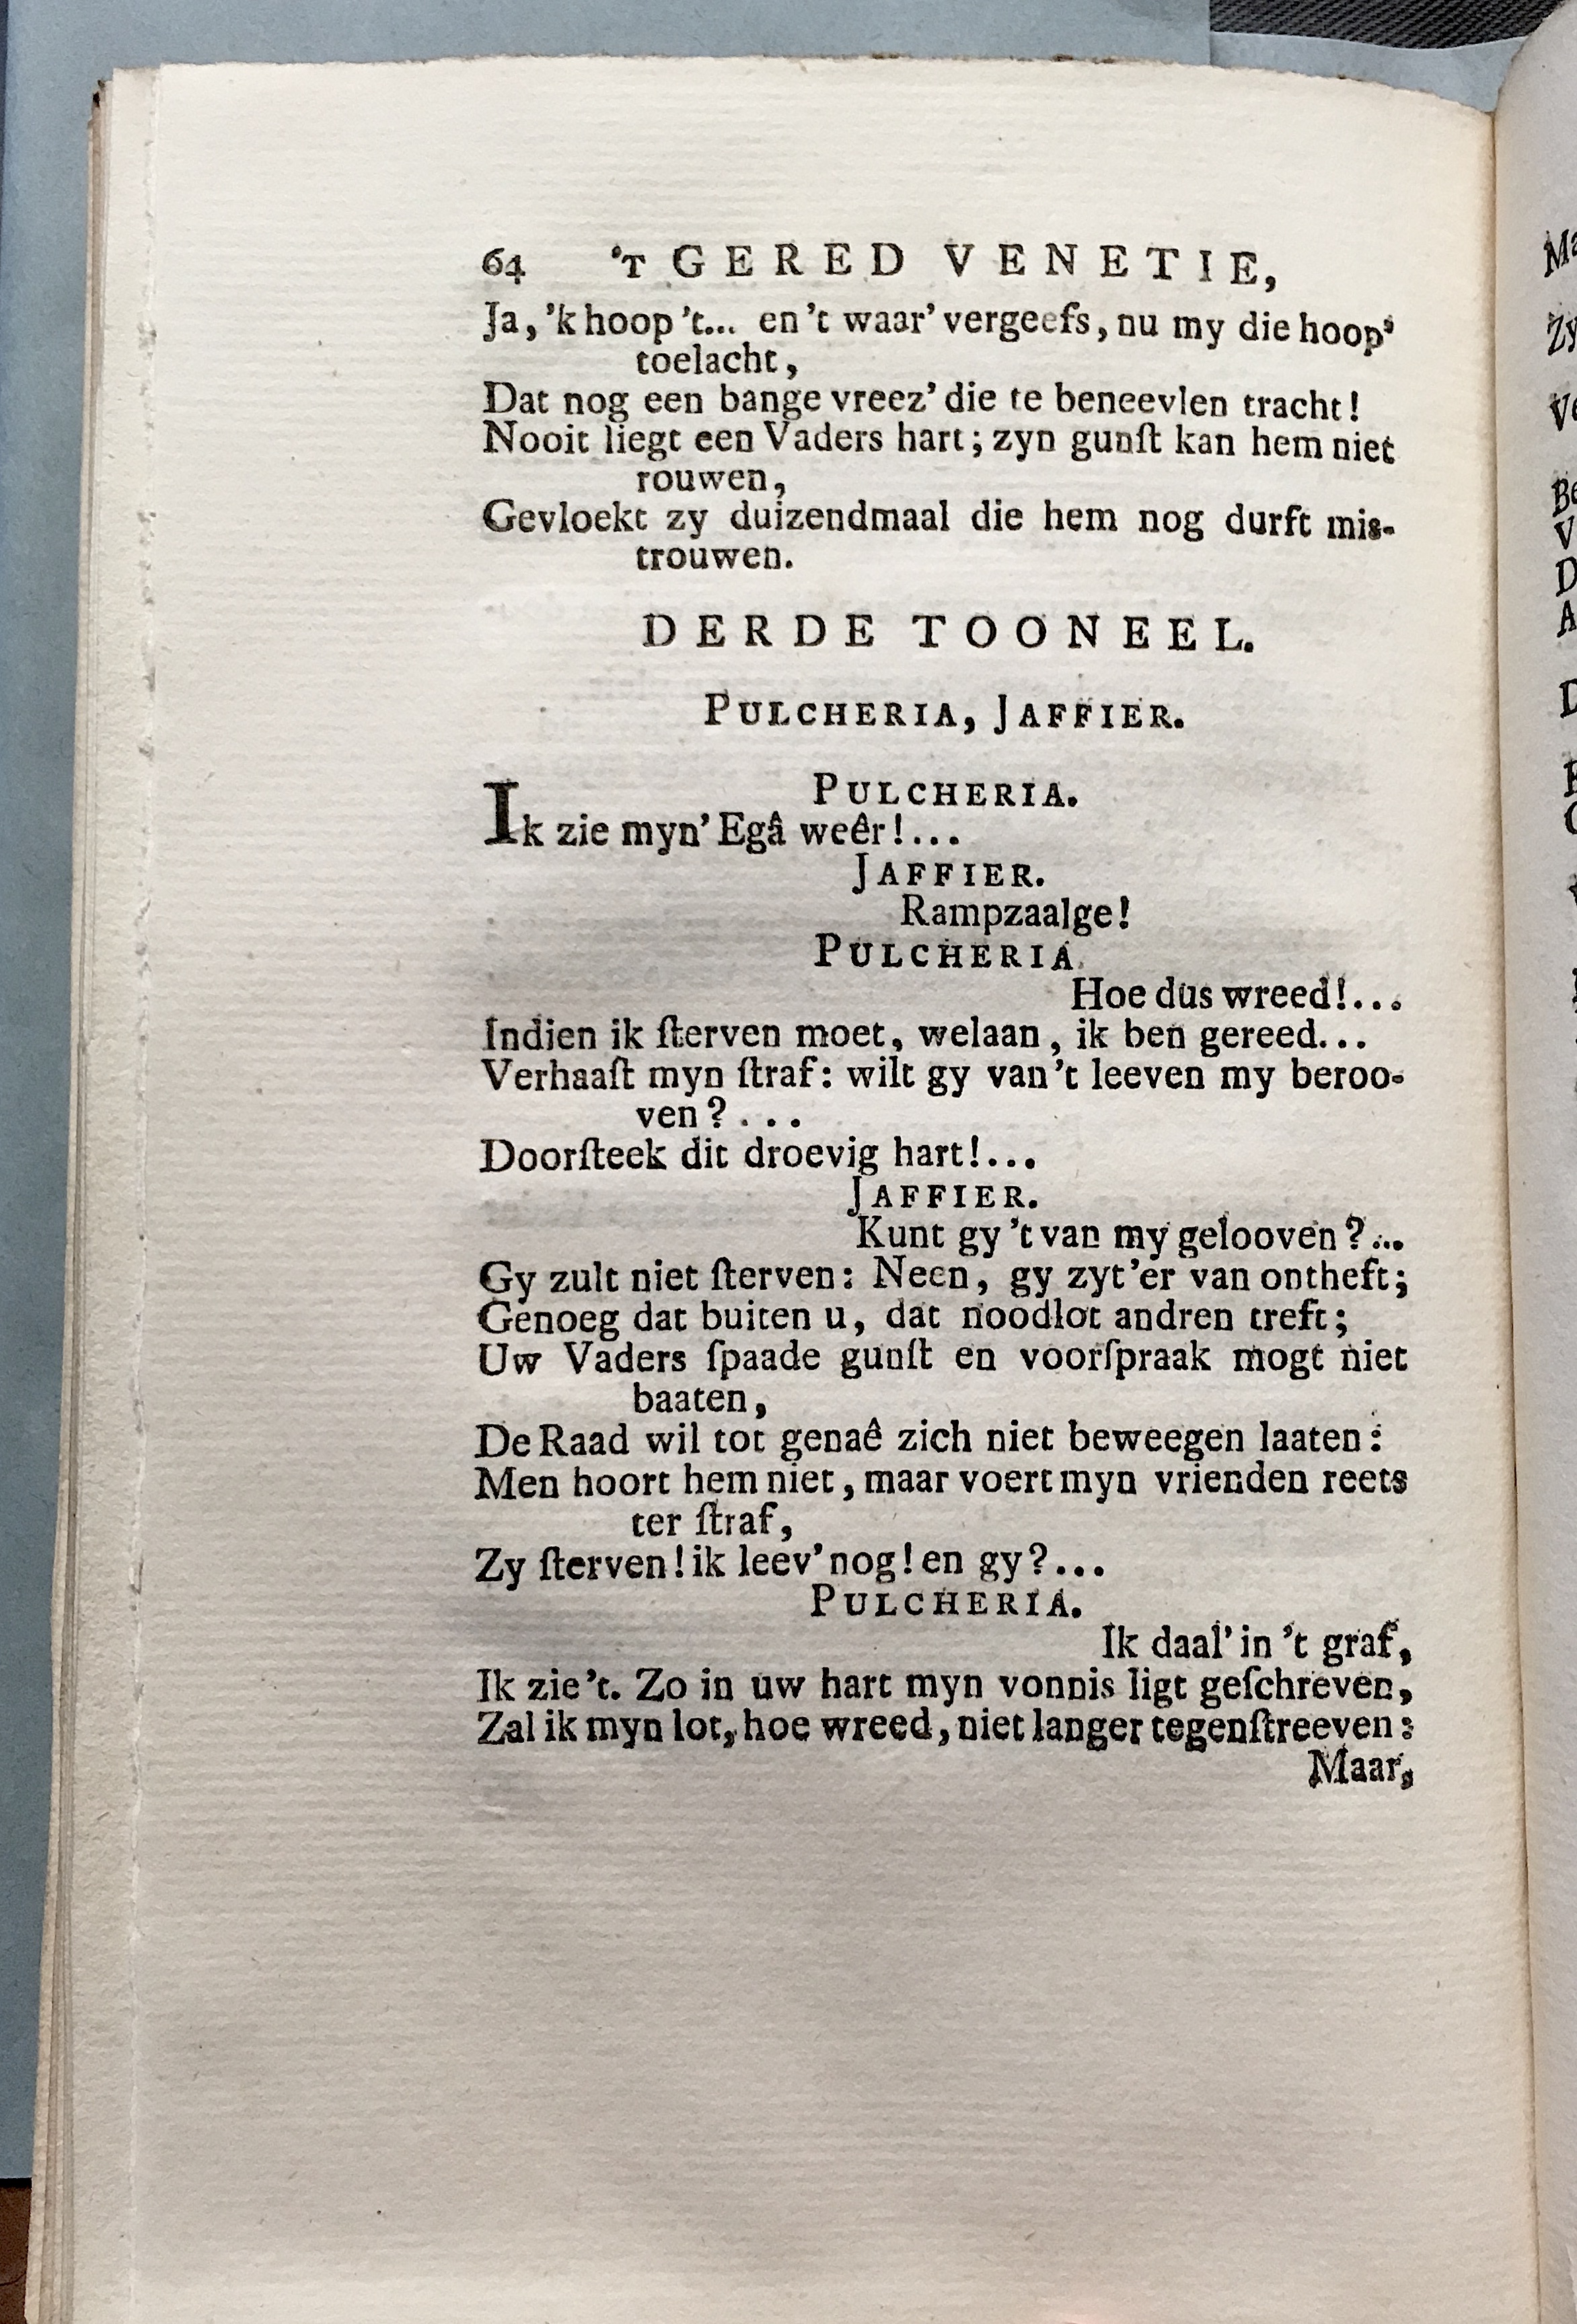 64 'T GERED VENETIE,
Ja, 'k hoop 't... en 't waar' vergeefs, nu my die hoop'
toelacht,
Dat nog een bange vreez' die te beneevlen tracht!
Nooit liegt een Vaders hart; zyn gunſt kan hem niet
rouwen,
Gevloekt zy duizendmaal die hem nog durft mis-
trouwen.
DERDE TOONEEL.
PULCHERIA, JAFFIER.
PULCHERIA.
Ik zie myn' Egâ weêr!...
JAFFIER.
Rampzaalge!
PULCHERIA.
Hoe dus wreed!...
Indien ik ſterven moet, welaan, ik ben gereed...
Verhaaſt myn ſtraf: wilt gy van 't leeven my beroo-
ven?...
Doorſteek dit droevig hart!...
JAFFIER.
Kunt gy 't van my gelooven?...
Gy zult niet ſterven: Neen, gy zyt'er van ontheft;
Genoeg dat buiten u, dat noodlot andren treft;
Uw Vaders ſpaade gunſt en voorſpraak mogt niet
baaten,
De Raad wil tot genaê zich niet beweegen laaten:
Men hoort hem niet, maar voert myn vrienden reets
ter ſtraf,
Zy ſterven! ik leev' nog! en gy?...
PULCHERIA.
Ik daal' in 't graf,
Ik zie 't. Zo in uw hart myn vonnis ligt geſchreven,
Zal ik myn lot, hoe wreed, niet langer tegenſtreeven:
Maar,